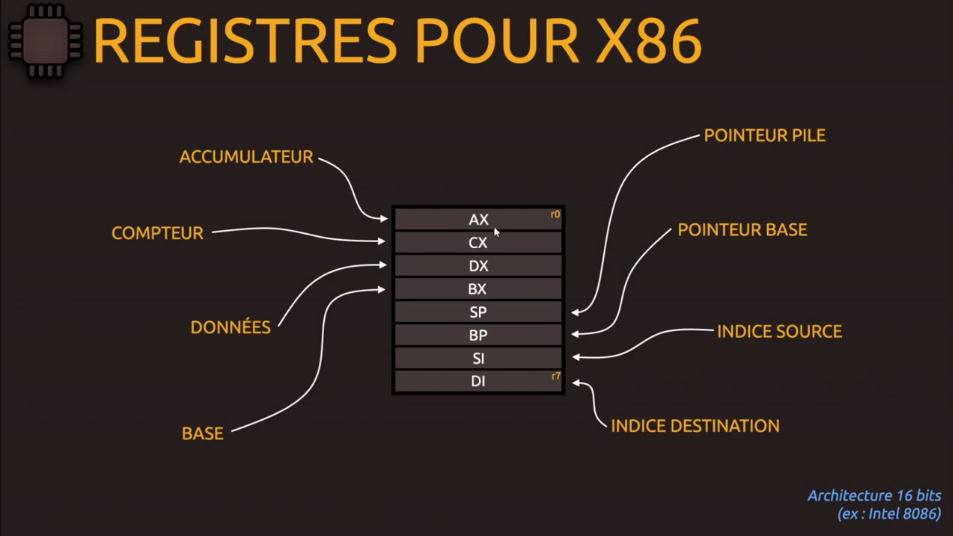 REGISTRES POUR X86
POINTEUR PILE
ACCUMULATEUR
AX
r0
COMPTEUR
CX
POINTEUR BASE
DX
BX
SP
DONNÉES
BP
INDICE SOURCE
SI
DI
r7
BASE
INDICE DESTINATION
Architecture 16 bits
(ex : Intel 8086)